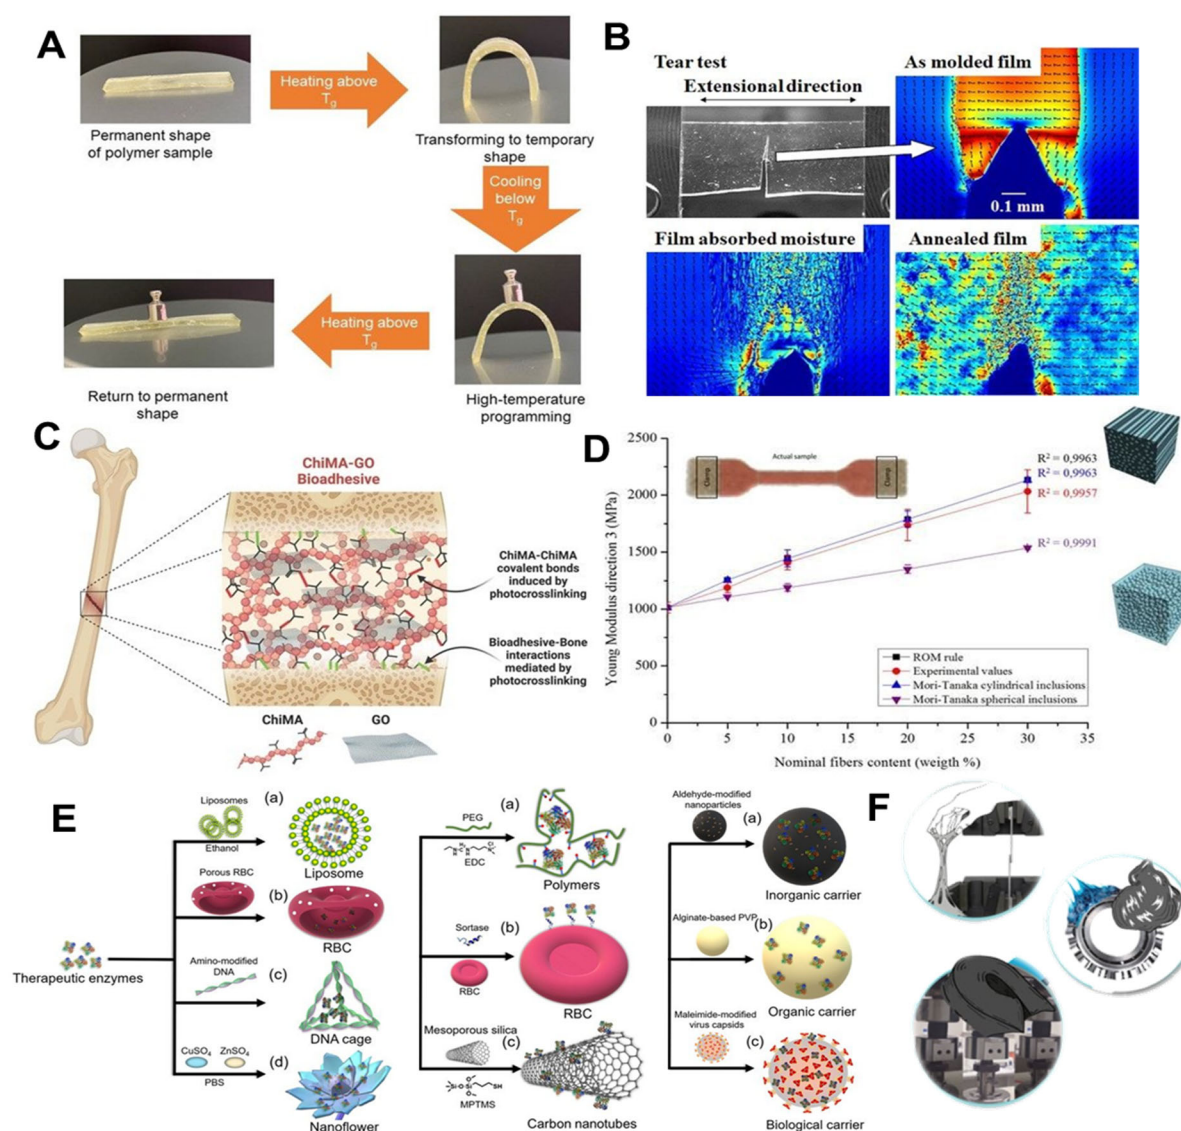 A
Heating above
Tg
Permanent shape
of polymer sample
Transforming to temporary
shape
Cooling
below
Tg
Heating above
Tg
Return to permanent
shape
High-temperature
programming
B
Tear test
Extensional direction
As molded film
0.1 mm
Film absorbed moisture
Annealed film
C
ChiMA-GO
Bioadhesive
ChiMA-ChiMA
covalent bonds
induced by
photocrosslinking
Bioadhesive-Bone
interactions
mediated by
photocrosslinking
ChiMA
GO
D
2500
2250
2000
1750
1500
1250
1000
750
500
250
0
Young Modulus direction 3 (MPa)
Actual sample
Clamp
Clamp
R² = 0,9963
R² = 0,9963
R² = 0,9957
R² = 0,9991
ROM rule
Experimental values
Mori-Tanaka cylindrical inclusions
Mori-Tanaka spherical inclusions
0 5 10 15 20 25 30 35
Nominal fibers content (weigth %)
E
Therapeutic enzymes
Liposomes
Ethanol
(a)
Liposome
Porous RBC
(b)
RBC
Amino-modified
DNA
(c)
DNA cage
CuSO₄ ZnSO₄
PBS
(d)
Nanoflower
PEG
EDC
(a)
Polymers
Sortase
RBC
(b)
RBC
Mesoporous silica
MPTMS
(c)
Carbon nanotubes
Aldehyde-modified
nanoparticles
(a)
Inorganic carrier
Alginate-based PVP
(b)
Organic carrier
Maleimide-modified
virus capsids
(c)
Biological carrier
F